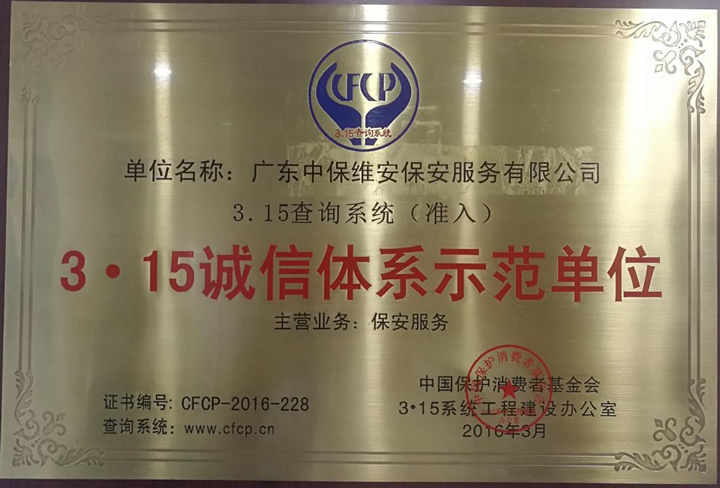 CFCP
3.15查询系统
单位名称：广东中保维安保安服务有限公司
3.15查询系统（准入）
3·15诚信体系示范单位
主营业务：保安服务
证书编号：CFCP-2016-228
查询系统：www.cfcp.cn
中国保护消费者基金会
3·15系统工程建设办公室
2016年3月